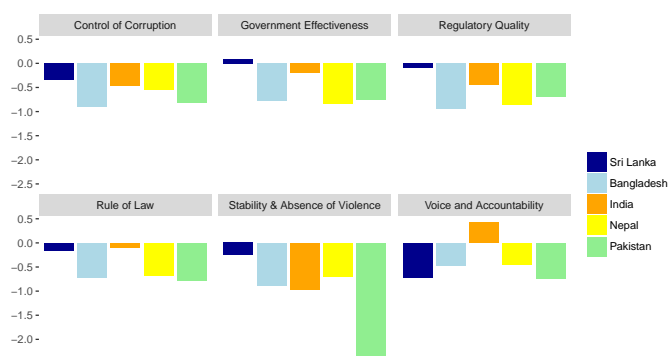 Control of Corruption Government Effectiveness Regulatory Quality
0.5
0.0
−0.5
−1.0
−1.5
−2.0
−2.5
Rule of Law Stability & Absence of Violence Voice and Accountability
0.5
0.0
−0.5
−1.0
−1.5
−2.0
Sri Lanka
Bangladesh
India
Nepal
Pakistan